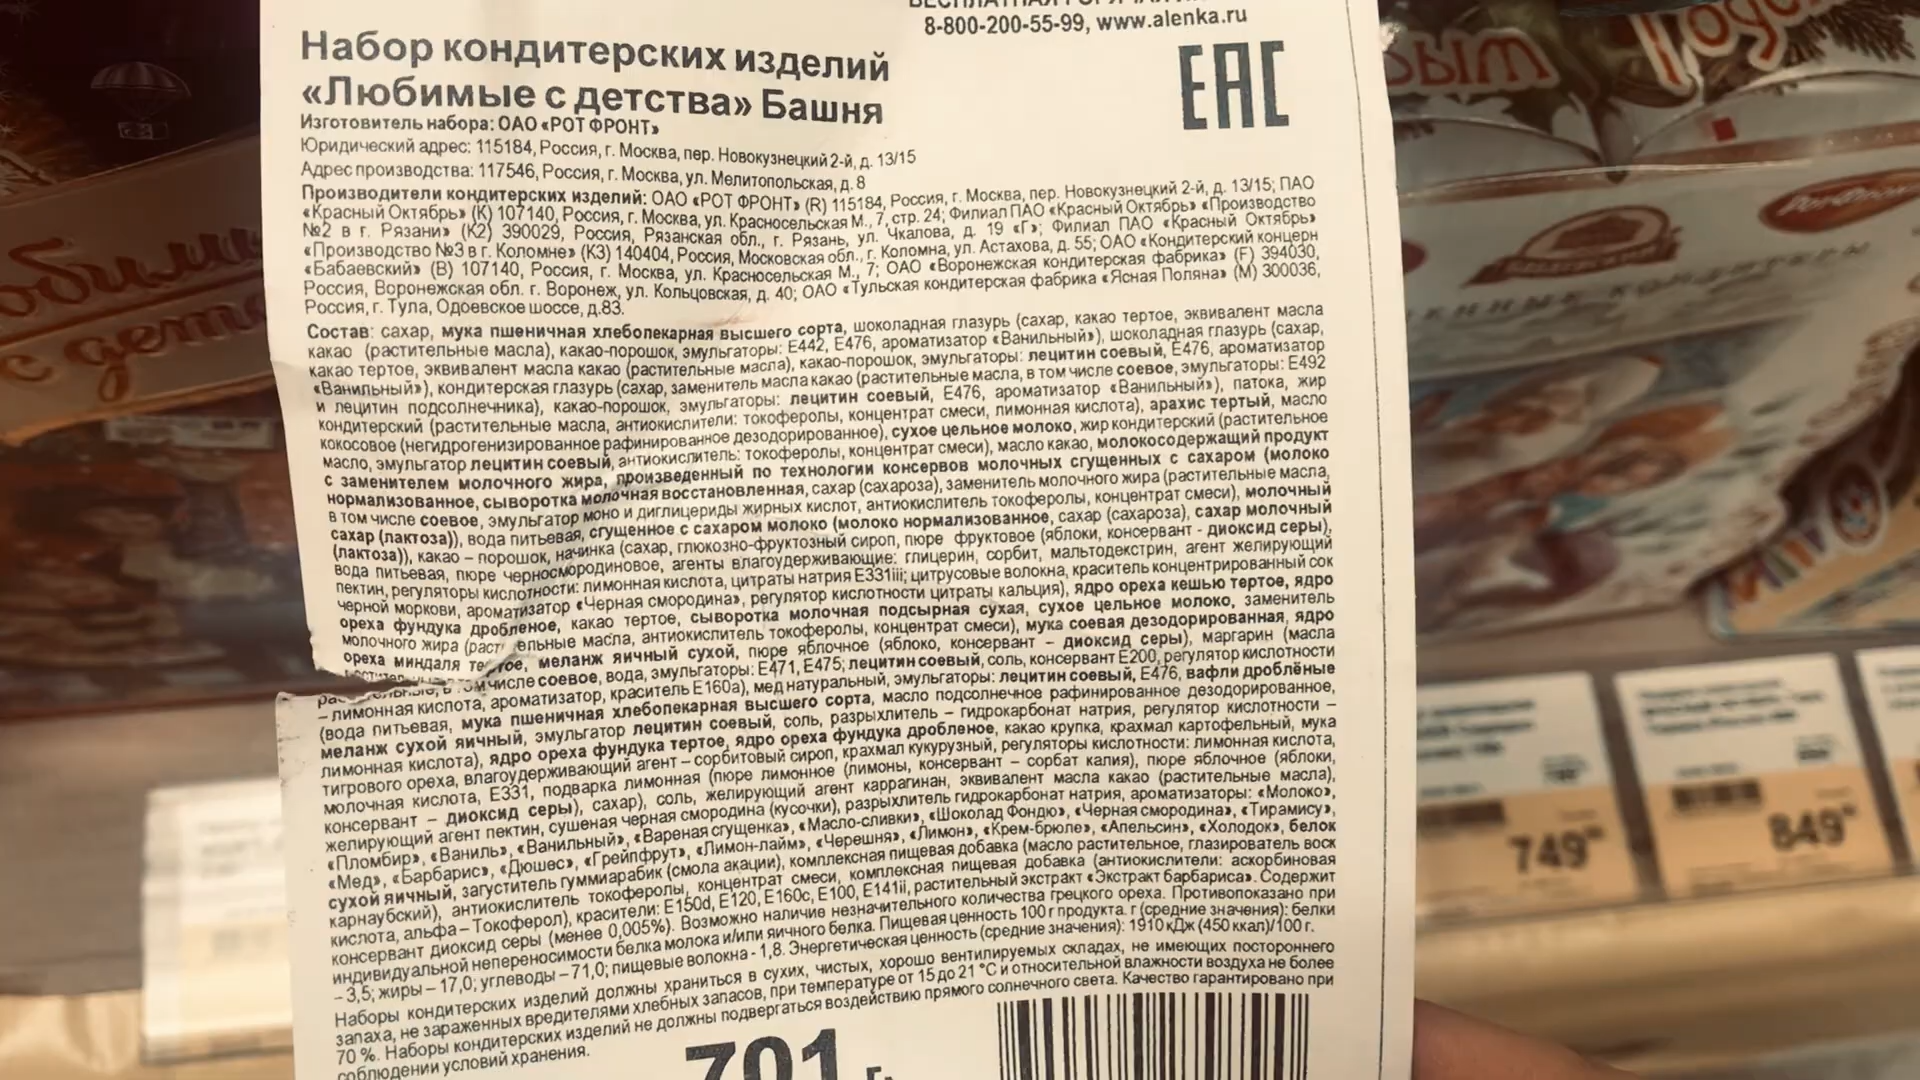 БЕСПЛАТНАЯ ГОРЯЧАЯ
8-800-200-55-99, www.alenka.ru
Набор кондитерских изделий
«Любимые с детства» Башня
EAC
Изготовитель набора: ОАО «РОТ ФРОНТ»
Юридический адрес: 115184, Россия, г. Москва, пер. Новокузнецкий 2-й, д. 13/15
Адрес производства: 117546, Россия, г. Москва, ул. Мелитопольская, д. 8
Производители кондитерских изделий: ОАО «РОТ ФРОНТ» (R) 115184, Россия, г. Москва, пер. Новокузнецкий 2-й, д. 13/15; ПАО
«Красный Октябрь» (К) 107140, Россия, г. Москва, ул. Красносельская М., 7, стр. 24; Филиал ПАО «Красный Октябрь» «Производство
№2 в г. Рязани» (К2) 390029, Россия, Рязанская обл., г. Рязань, ул. Чкалова, д. 19 «Г»; Филиал ПАО «Красный Октябрь»
«Производство №3 в г. Коломне» (К3) 140404, Россия, Московская обл., г. Коломна, ул. Астахова, д. 55; ОАО «Кондитерский концерн
«Бабаевский» (В) 107140, Россия, г. Москва, ул. Красносельская М., 7; ОАО «Воронежская кондитерская фабрика» (F) 394030,
Россия, Воронежская обл. г. Воронеж, ул. Кольцовская, д. 40; ОАО «Тульская кондитерская фабрика «Ясная Поляна» (М) 300036,
Россия, г. Тула, Одоевское шоссе, д.83.
Состав: сахар, мука пшеничная хлебопекарная высшего сорта, шоколадная глазурь (сахар, какао тертое, эквивалент масла
какао (растительные масла), какао-порошок, эмульгаторы: Е442, Е476, ароматизатор «Ванильный»), шоколадная глазурь (сахар,
какао тертое, эквивалент масла какао (растительные масла), какао-порошок, эмульгаторы: лецитин соевый, Е476, ароматизатор
«Ванильный»), кондитерская глазурь (сахар, заменитель масла какао (растительные масла, в том числе соевое, эмульгаторы: Е492
и лецитин подсолнечника), какао-порошок, эмульгаторы: лецитин соевый, Е476, ароматизатор «Ванильный»), патока, жир
кондитерский (растительные масла, антиокислители: токоферолы, концентрат смеси, лимонная кислота), арахис тертый, масло
кокосовое (негидрогенизированное рафинированное дезодорированное), сухое цельное молоко, жир кондитерский (растительное
масло, эмульгатор лецитин соевый, антиокислитель: токоферолы, концентрат смеси), масло какао, молокосодержащий продукт
с заменителем молочного жира, произведенный по технологии консервов молочных сгущенных с сахаром (молоко
нормализованное, сыворотка молочная восстановленная, сахар (сахароза), заменитель молочного жира (растительные масла,
в том числе соевое, эмульгатор моно и диглицериды жирных кислот, антиокислитель токоферолы, концентрат смеси), молочный
сахар (лактоза)), вода питьевая, сгущенное с сахаром молоко (молоко нормализованное, сахар (сахароза), сахар молочный
(лактоза)), какао – порошок, начинка (сахар, глюкозно-фруктозный сироп, пюре фруктовое (яблоки, консервант - диоксид серы),
вода питьевая, пюре черносмородиновое, агенты влагоудерживающие: глицерин, сорбит, мальтодекстрин, агент желирующий
пектин, регуляторы кислотности: лимонная кислота, цитраты натрия Е331iii; цитрусовые волокна, краситель концентрированный сок
черной моркови, ароматизатор «Черная смородина», регулятор кислотности цитраты кальция), ядро ореха кешью тертое, ядро
ореха фундука дробленое, какао тертое, сыворотка молочная подсырная сухая, сухое цельное молоко, заменитель
молочного жира (раст ельные масла, антиокислитель токоферолы, концентрат смеси), мука соевая дезодорированная, ядро
ореха миндаля те тое, меланж яичный сухой, пюре яблочное (яблоко, консервант - диоксид серы), маргарин (масла
в том числе соевое, вода, эмульгаторы: Е471, Е475; лецитин соевый, соль, консервант Е200, регулятор кислотности
– лимонная кислота, ароматизатор, краситель Е160а), мед натуральный, эмульгаторы: лецитин соевый, Е476, вафли дроблёные
(вода питьевая, мука пшеничная хлебопекарная высшего сорта, масло подсолнечное рафинированное дезодорированное,
меланж сухой яичный, эмульгатор лецитин соевый, соль, разрыхлитель – гидрокарбонат натрия, регулятор кислотности –
лимонная кислота), ядро ореха фундука тертое, ядро ореха фундука дробленое, какао крупка, крахмал картофельный, мука
тигрового ореха, влагоудерживающий агент – сорбитовый сироп, крахмал кукурузный, регуляторы кислотности: лимонная кислота,
молочная кислота, Е331, подварка лимонная (пюре лимонное (лимоны, консервант – сорбат калия), пюре яблочное (яблоки,
консервант – диоксид серы), сахар), соль, желирующий агент каррагинан, эквивалент масла какао (растительные масла),
желирующий агент пектин, сушеная черная смородина (кусочки), разрыхлитель гидрокарбонат натрия, ароматизаторы: «Молоко»,
«Пломбир», «Ваниль», «Ванильный», «Вареная сгущенка», «Масло-сливки», «Шоколад Фондю», «Черная смородина», «Тирамису»,
«Мед», «Барбарис», «Дюшес», «Грейпфрут», «Лимон-лайм», «Черешня», «Лимон», «Крем-брюле», «Апельсин», «Холодок», белок
сухой яичный, загуститель гуммиарабик (смола акации), комплексная пищевая добавка (масло растительное, глазирователь воск
карнаубский), антиокислитель токоферолы, концентрат смеси, комплексная пищевая добавка (антиокислители: аскорбиновая
кислота, альфа – Токоферол), красители: Е150d, Е120, Е160с, Е100, Е141ii, растительный экстракт «Экстракт барбариса». Содержит
консервант диоксид серы (менее 0,005%). Возможно наличие незначительного количества грецкого ореха. Противопоказано при
индивидуальной непереносимости белка молока и/или яичного белка. Пищевая ценность 100 г продукта. г (средние значения): белки
– 3,5; жиры – 17,0; углеводы – 71,0; пищевые волокна - 1,8. Энергетическая ценность (средние значения): 1910 кДж (450 ккал)/100 г.
Наборы кондитерских изделий должны храниться в сухих, чистых, хорошо вентилируемых складах, не имеющих постороннего
запаха, не зараженных вредителями хлебных запасов, при температуре от 15 до 21 °С и относительной влажности воздуха не более
70 %. Наборы кондитерских изделий не должны подвергаться воздействию прямого солнечного света. Качество гарантировано при
соблюдении условий хранения.
701 г.
749
849